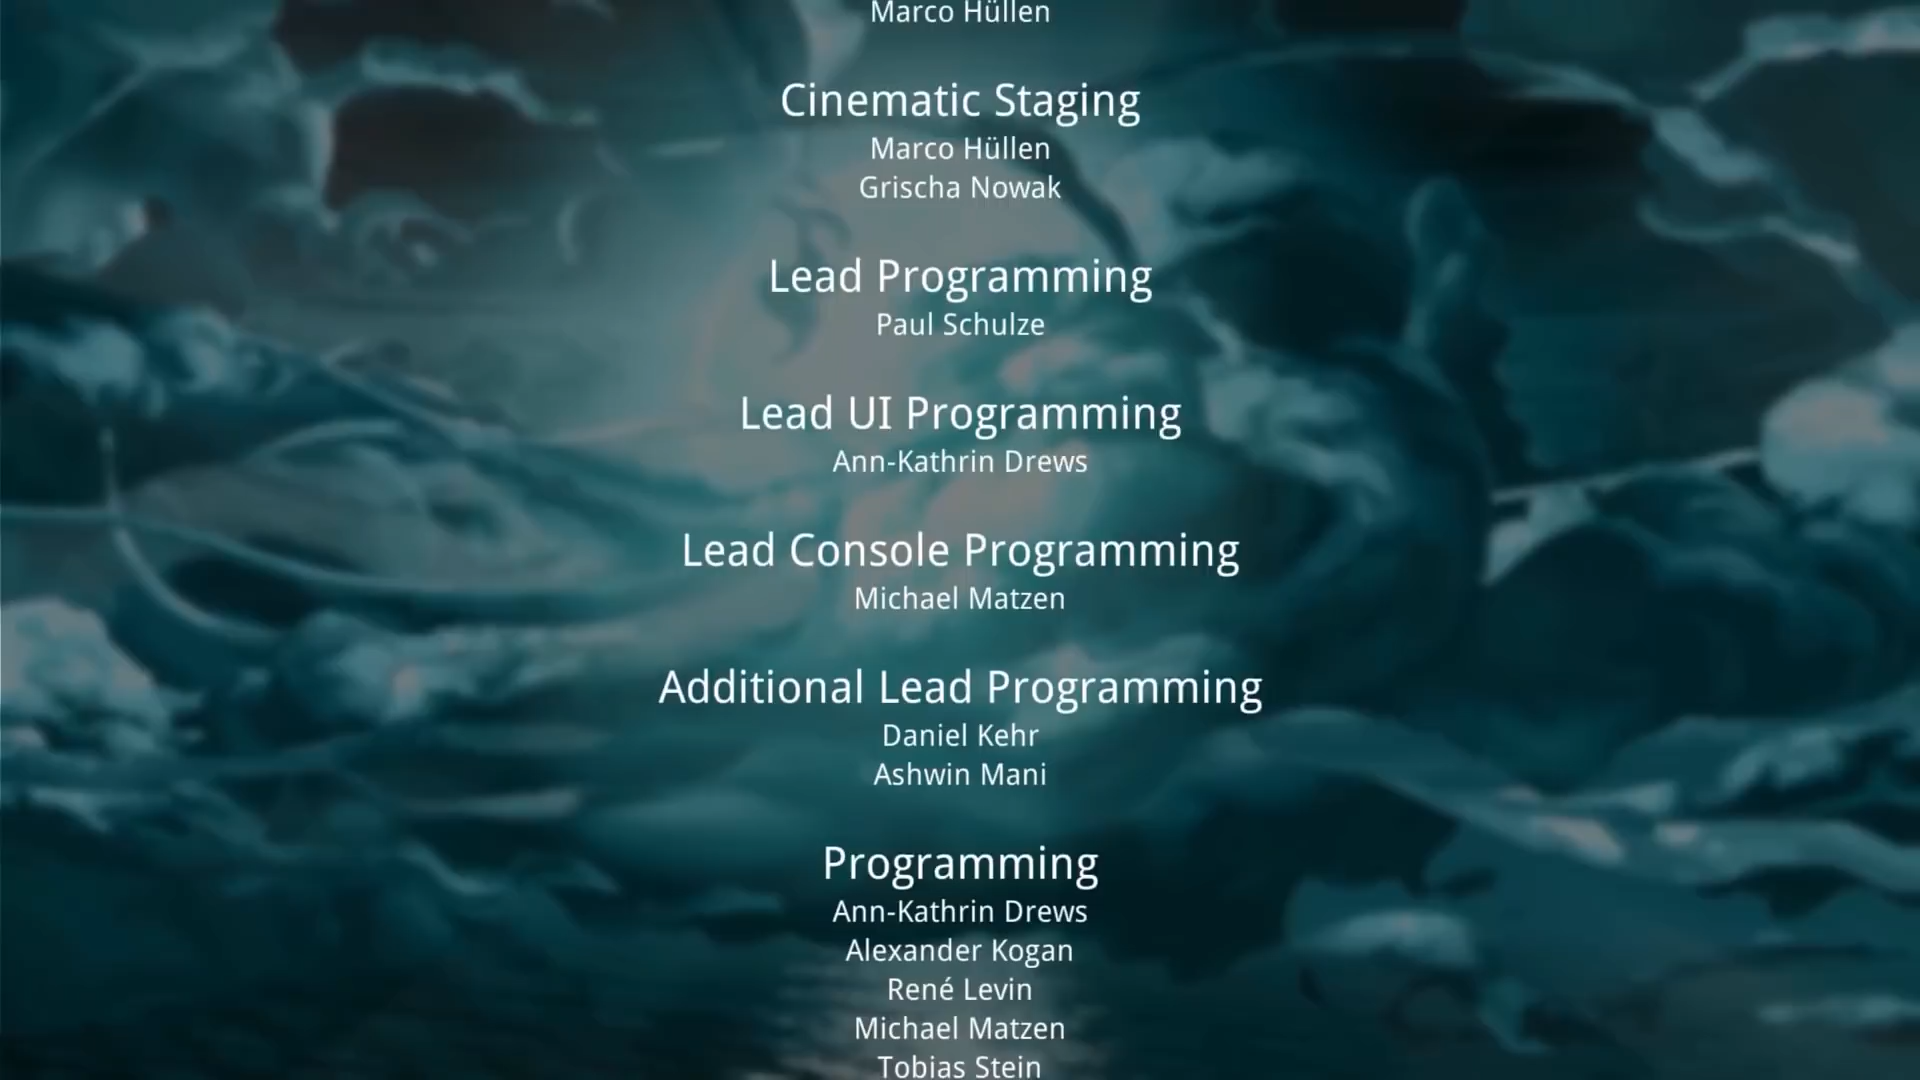 Marco Hüllen
Cinematic Staging
Marco Hüllen
Grischa Nowak
Lead Programming
Paul Schulze
Lead UI Programming
Ann-Kathrin Drews
Lead Console Programming
Michael Matzen
Additional Lead Programming
Daniel Kehr
Ashwin Mani
Programming
Ann-Kathrin Drews
Alexander Kogan
René Levin
Michael Matzen
Tobias Stein